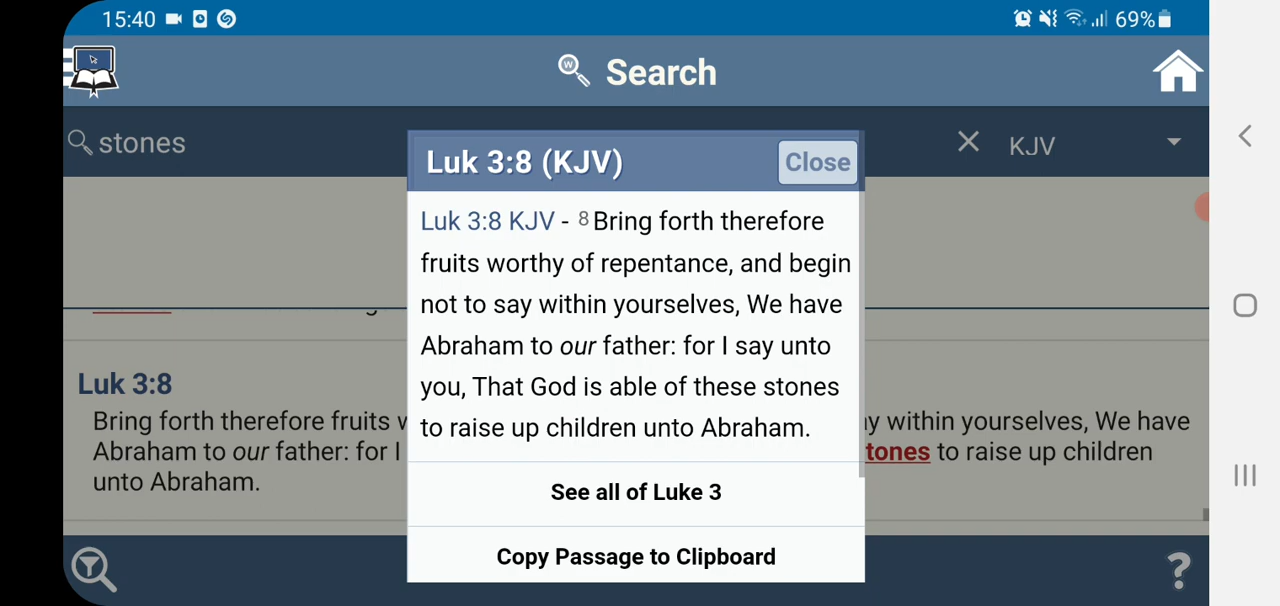 15:40
69%
Search
stones
KJV
Luk 3:8 (KJV)
Close
Luk 3:8 KJV - 8 Bring forth therefore
fruits worthy of repentance, and begin
not to say within yourselves, We have
Abraham to our father: for I say unto
you, That God is able of these stones
to raise up children unto Abraham.
See all of Luke 3
Copy Passage to Clipboard
Luk 3:8
Bring forth therefore fruits
within yourselves, We have
Abraham to our father: for I
to raise up children
unto Abraham.
?